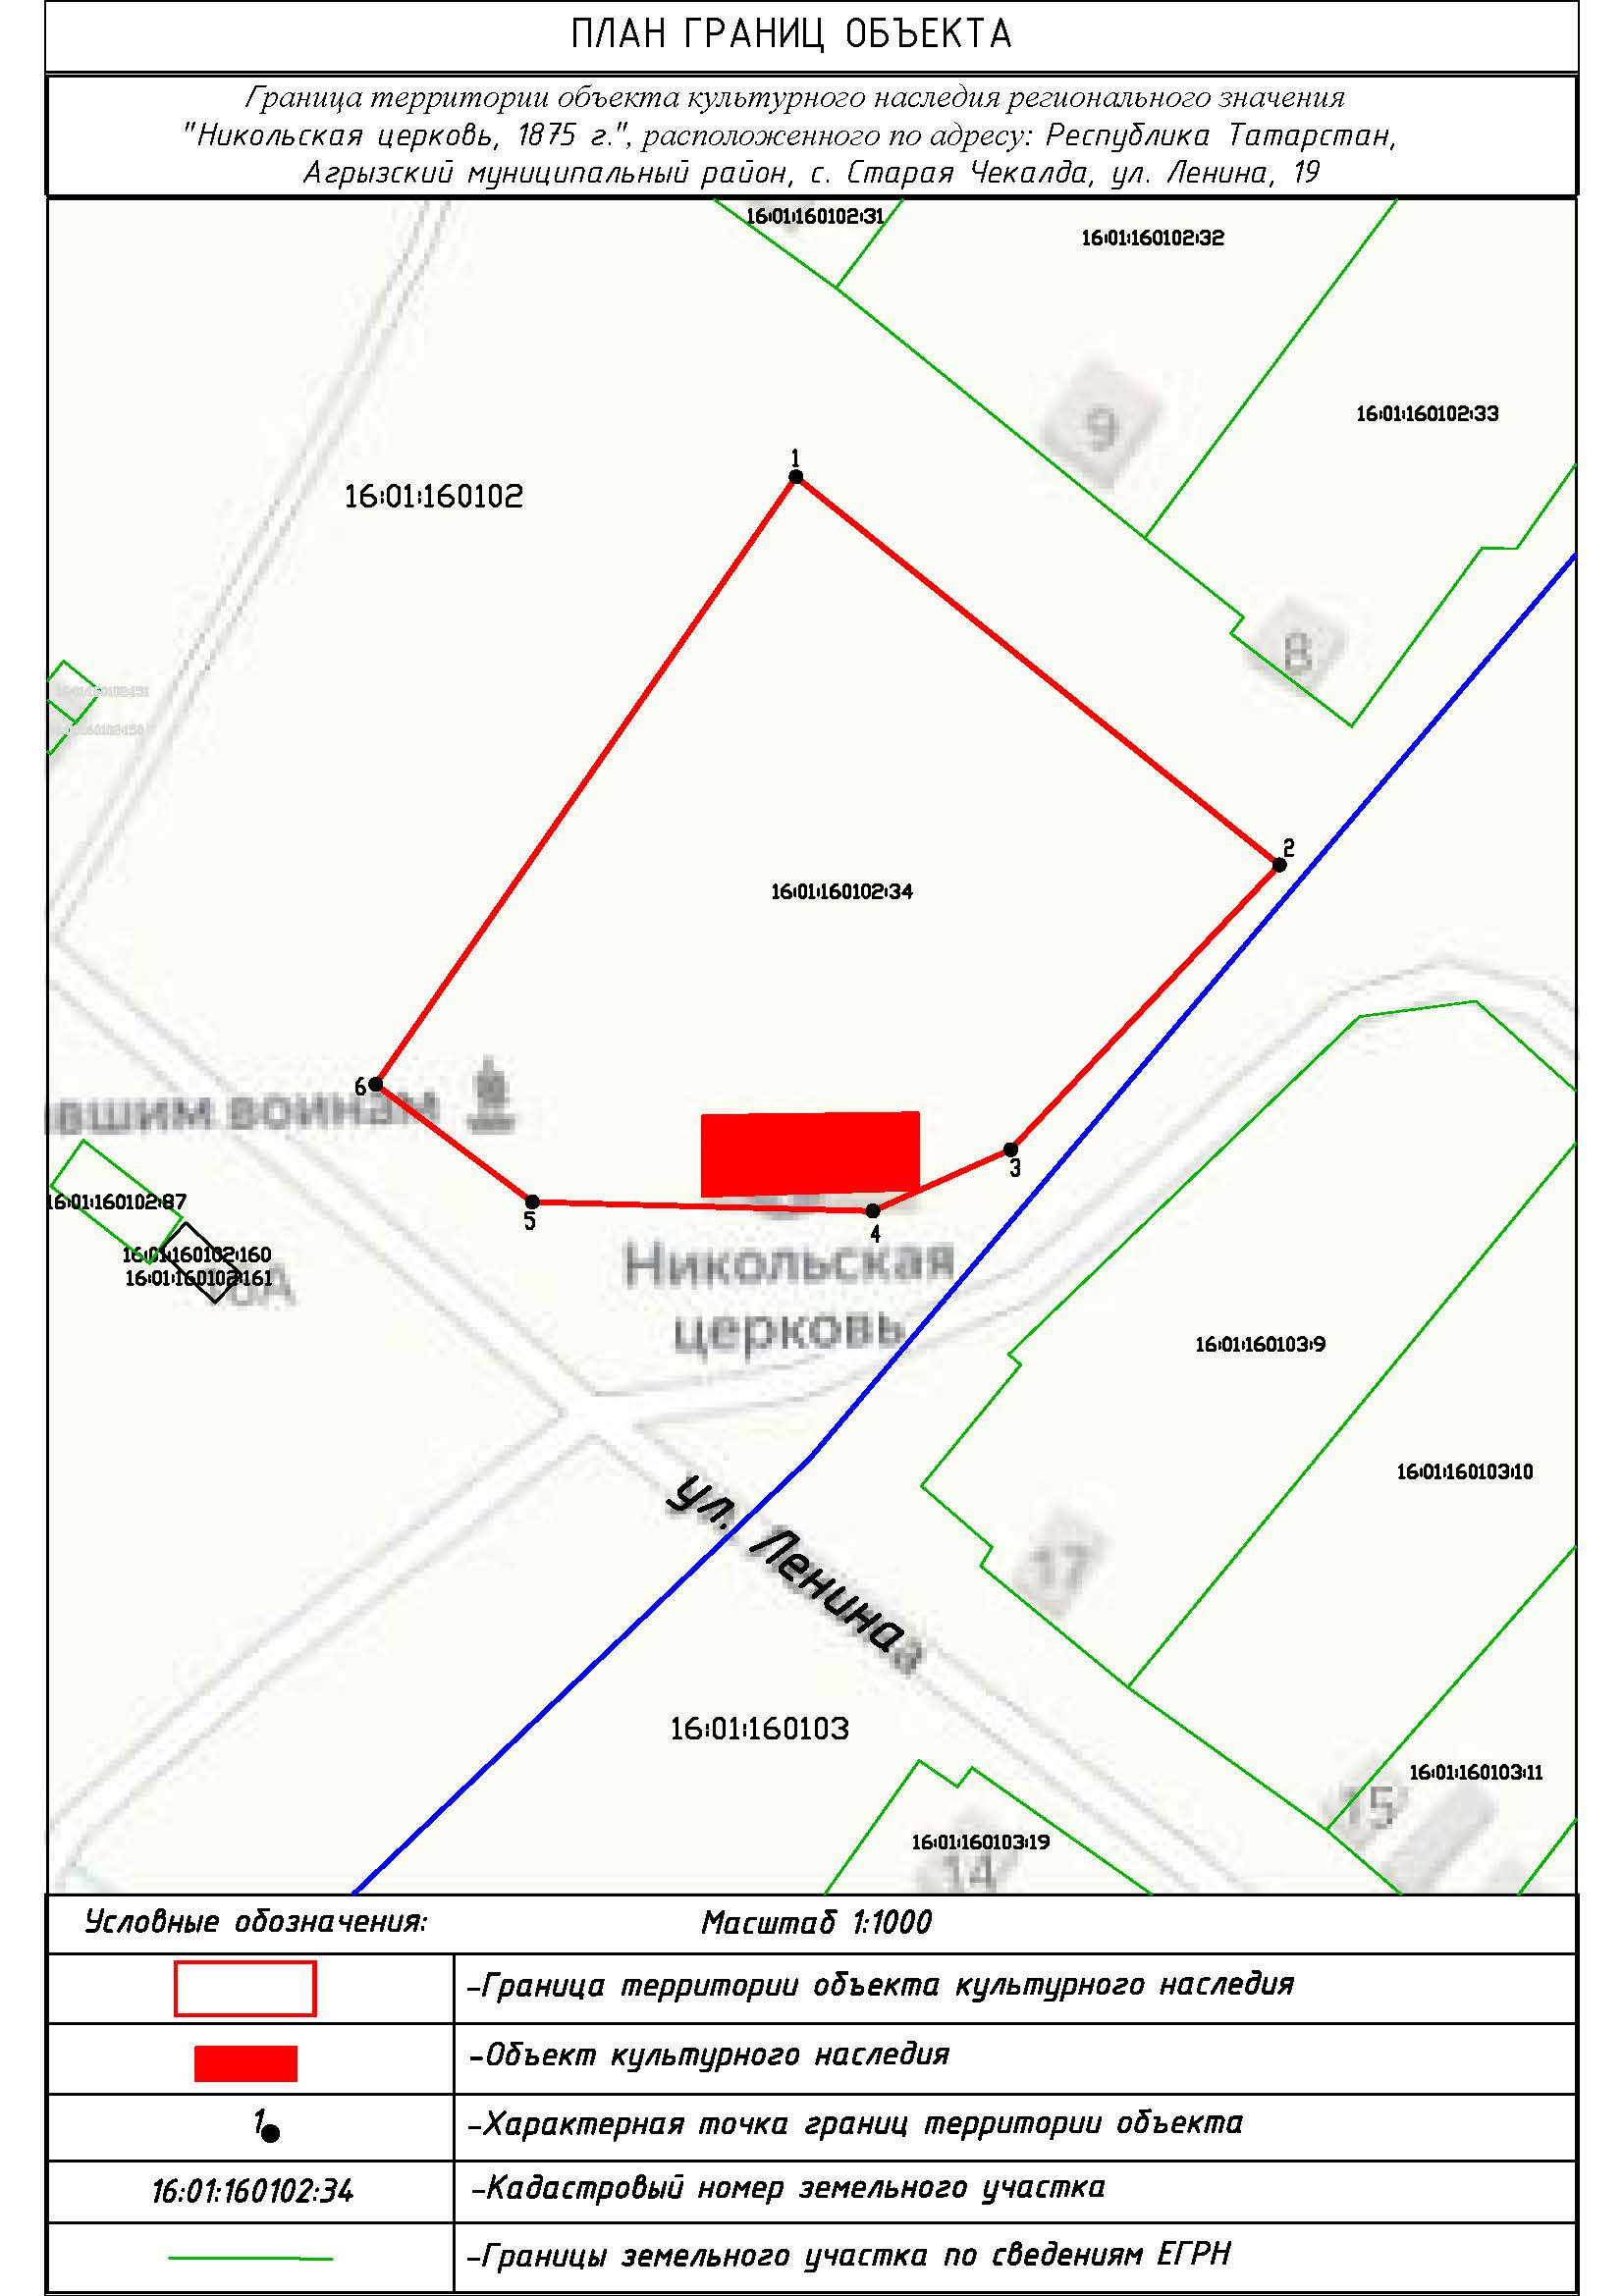 ПЛАН ГРАНИЦ ОБЪЕКТА
Граница территории объекта культурного наследия регионального значения
"Никольская церковь, 1875 г.", расположенного по адресу: Республика Татарстан,
Агрызский муниципальный район, с. Старая Чекалда, ул. Ленина, 19
16:01:160102:31
16:01:160102:32
16:01:160102:33
9
1
16:01:160102
8
2
16:01:160102:34
6
вшим воинам
3
5
4
16:01:160102:87
16:01:160102:160
16:01:160102:161
Никольская
церковь
16:01:160103:9
16:01:160103:10
ул. Ленина
17
16:01:160103
16:01:160103:11
15
16:01:160103:19
14
Условные обозначения:
Масштаб 1:1000
-Граница территории объекта культурного наследия
-Объект культурного наследия
1
-Характерная точка границ территории объекта
16:01:160102:34
-Кадастровый номер земельного участка
-Границы земельного участка по сведениям ЕГРН